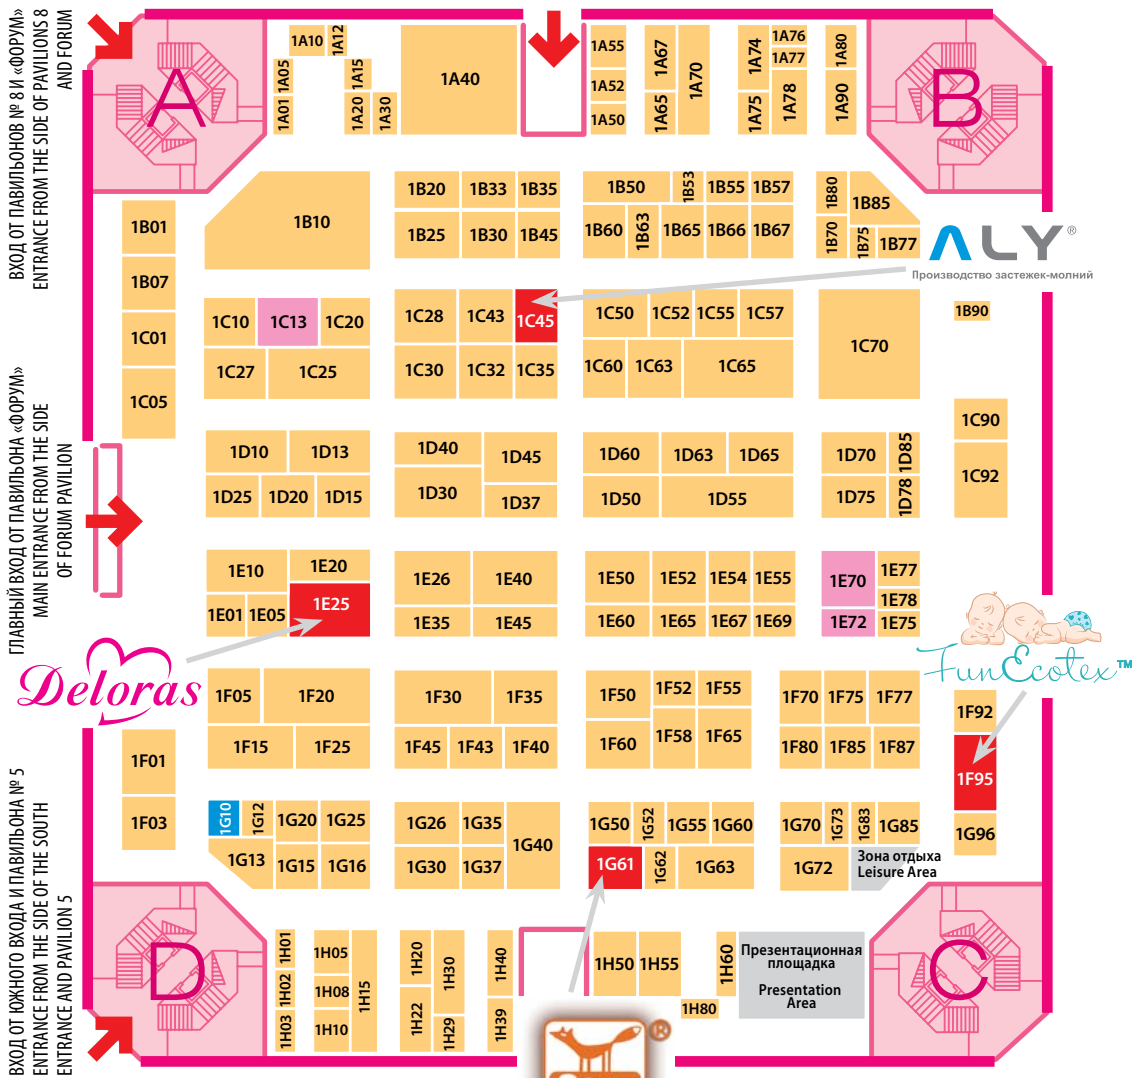 ВХОД ОТ ПАВИЛЬОНОВ № 8 И «ФОРУМ»
ENTRANCE FROM THE SIDE OF PAVILIONS 8
AND FORUM
ГЛАВНЫЙ ВХОД ОТ ПАВИЛЬОНА «ФОРУМ»
MAIN ENTRANCE FROM THE SIDE
OF FORUM PAVILION
ВХОД ОТ ЮЖНОГО ВХОДА И ПАВИЛЬОНА № 5
ENTRANCE FROM THE SIDE OF THE SOUTH
ENTRANCE AND PAVILION 5
A
B
1A10
1A12
1A05
1A15
1A01
1A20
1A30
1A40
1A55
1A52
1A50
1A67
1A65
1A70
1A74
1A75
1A76
1A77
1A78
1A80
1A90
1B01
1B07
1C01
1C05
1B10
1B20
1B33
1B35
1B25
1B30
1B45
1B50
1B53
1B55
1B57
1B60
1B63
1B65
1B66
1B67
1B80
1B85
1B70
1B75
1B77
ALY®
Производство застежек-молний
1B90
1C10
1C13
1C20
1C27
1C25
1C28
1C43
1C45
1C30
1C32
1C35
1C50
1C52
1C55
1C57
1C60
1C63
1C65
1C70
1C90
1C92
1D10
1D13
1D25
1D20
1D15
1D40
1D45
1D30
1D37
1D60
1D63
1D65
1D50
1D55
1D70
1D85
1D75
1D78
1E10
1E20
1E01
1E05
1E25
1E26
1E40
1E35
1E45
1E50
1E52
1E54
1E55
1E60
1E65
1E67
1E69
1E70
1E77
1E78
1E72
1E75
Deloras
FunEcotex™
1F05
1F20
1F15
1F25
1F30
1F35
1F45
1F43
1F40
1F50
1F52
1F55
1F60
1F58
1F65
1F70
1F75
1F77
1F80
1F85
1F87
1F92
1F95
1G96
1F01
1F03
1G10
1G12
1G20
1G25
1G13
1G15
1G16
1G26
1G35
1G40
1G30
1G37
1G50
1G52
1G55
1G60
1G61
1G62
1G63
1G70
1G73
1G83
1G85
1G72
Зона отдыха
Leisure Area
D
C
1H01
1H02
1H03
1H05
1H08
1H10
1H15
1H20
1H22
1H30
1H29
1H40
1H39
1H50
1H55
1H60
1H80
Презентационная
площадка
Presentation
Area
®